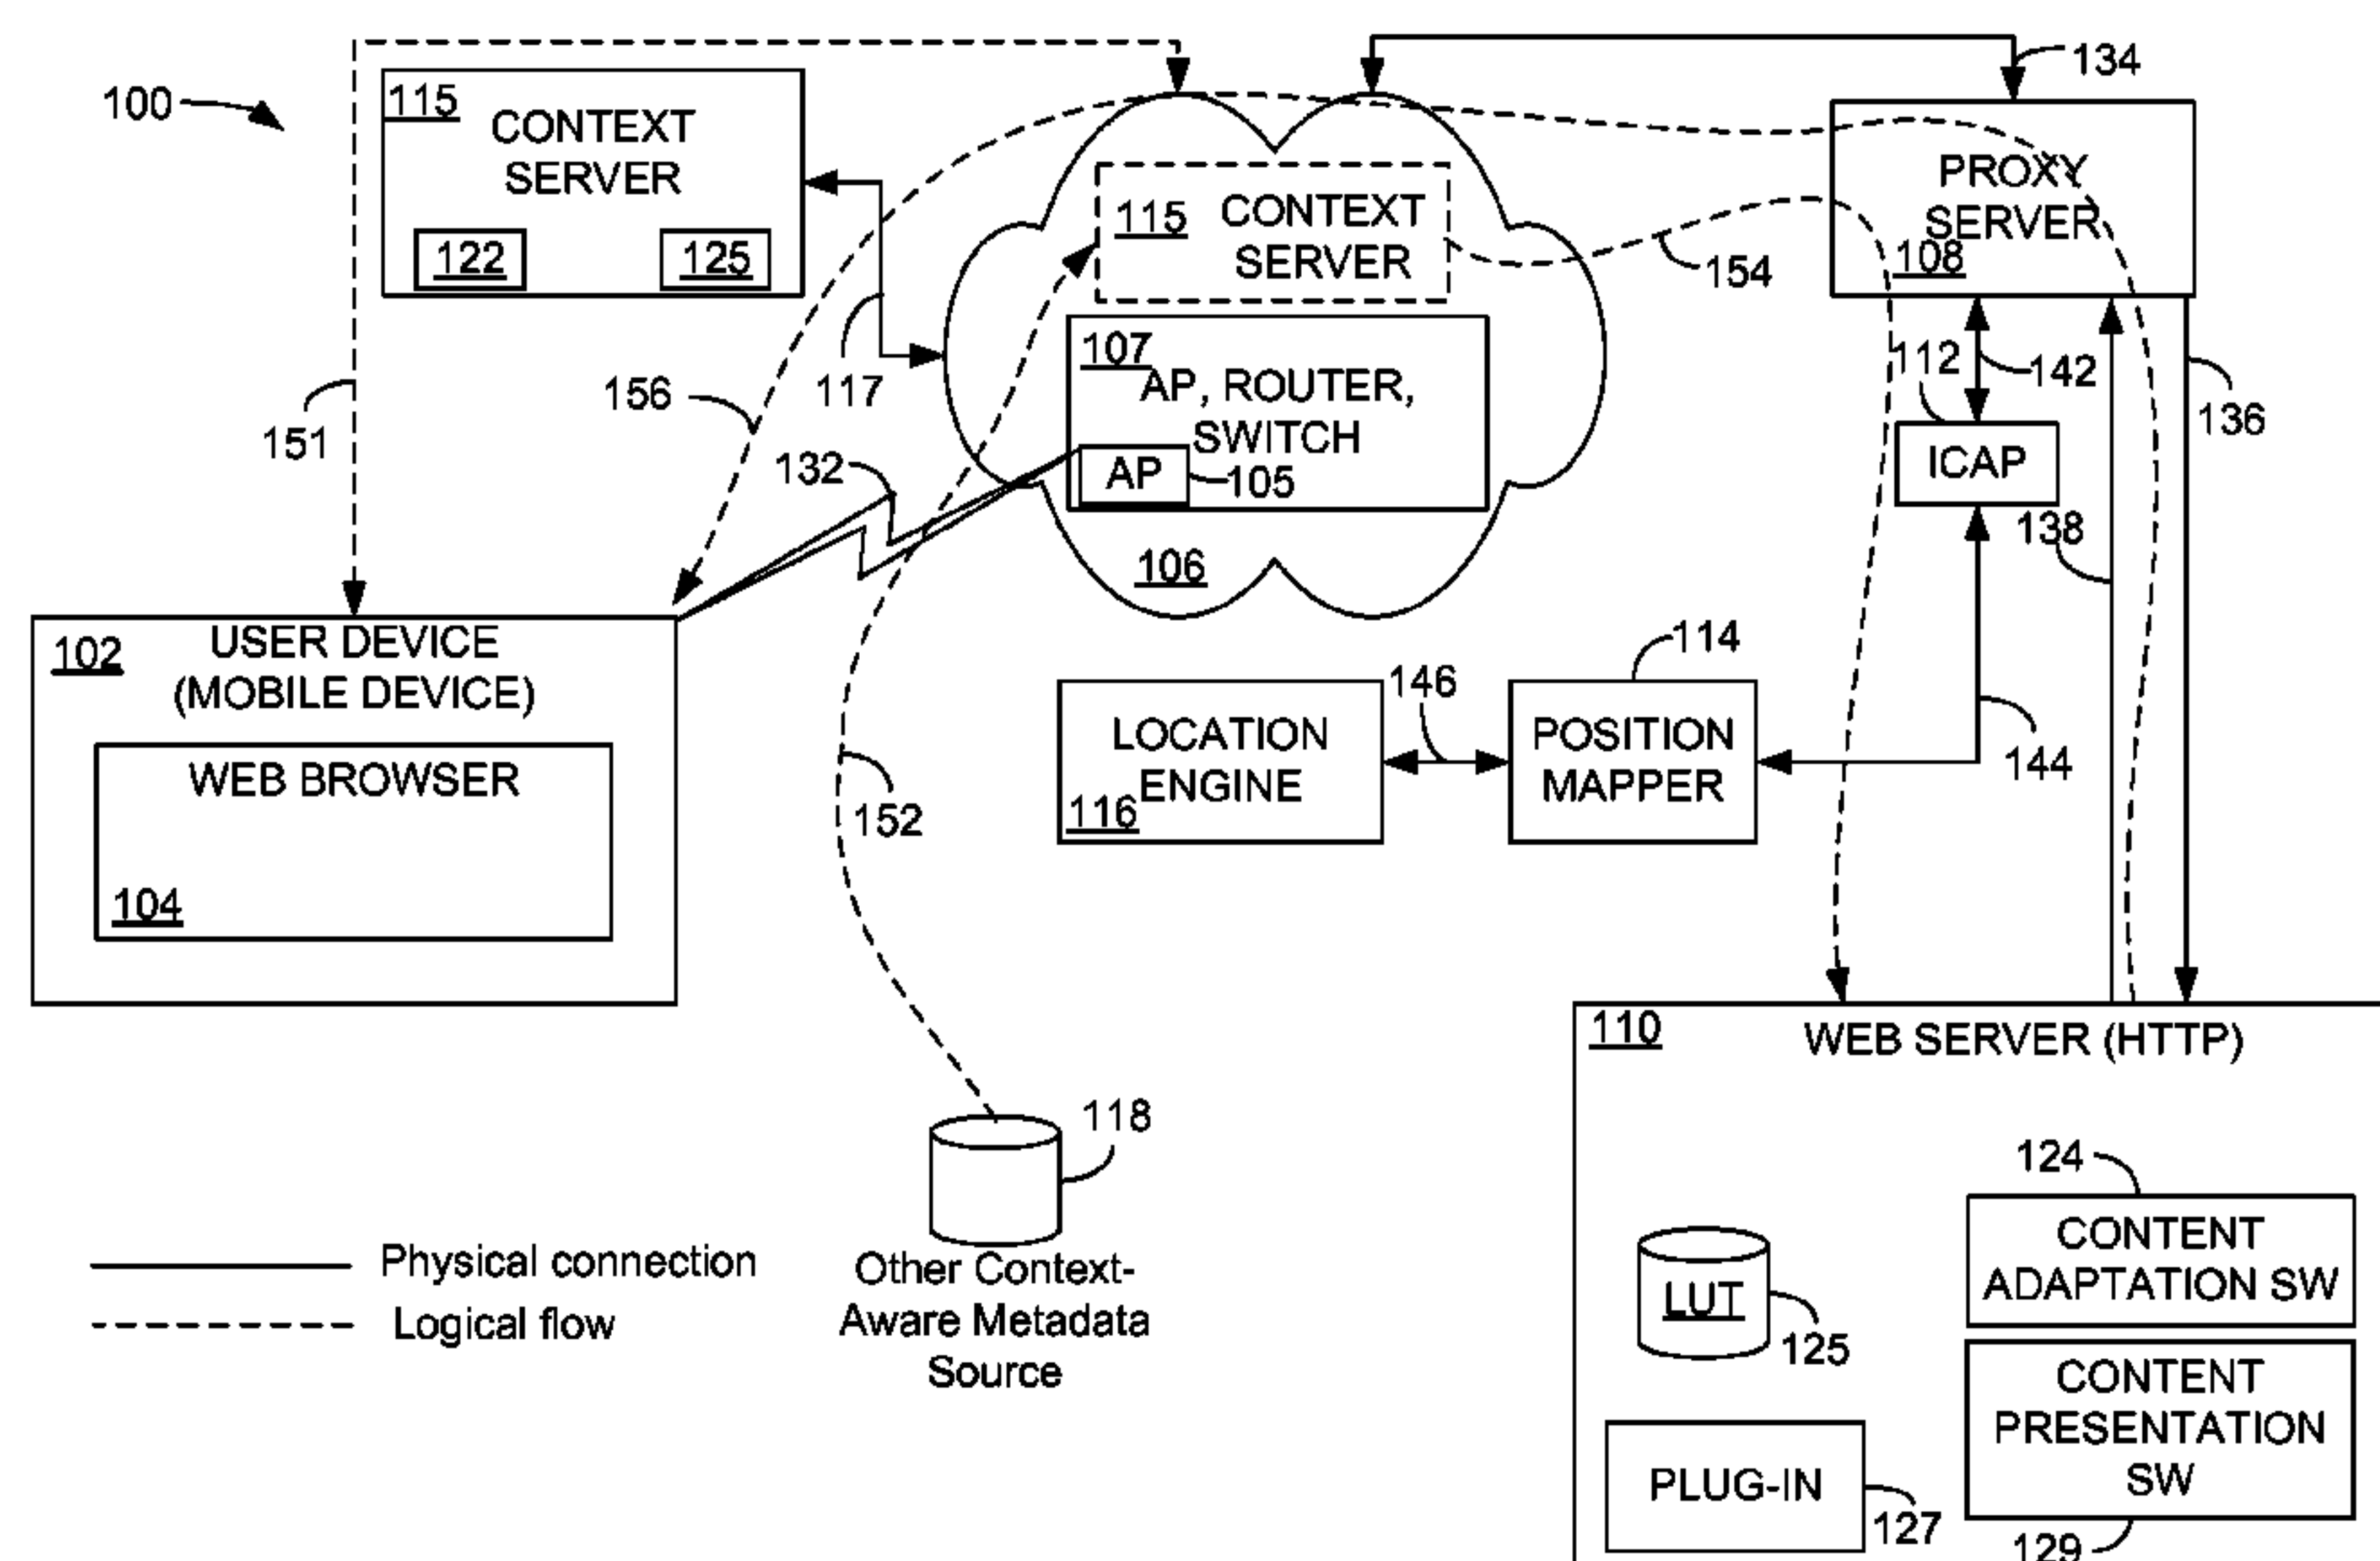 100
115
CONTEXT
SERVER
122
125
134
PROXY
SERVER
108
115
CONTEXT
SERVER
154
107
AP, ROUTER,
SWITCH
AP
105
106
117
156
151
132
112
142
136
ICAP
138
144
102
USER DEVICE
(MOBILE DEVICE)
WEB BROWSER
104
152
LOCATION
ENGINE
116
146
114
POSITION
MAPPER
110
WEB SERVER (HTTP)
118
Other Context-
Aware Metadata
Source
Physical connection
Logical flow
124
CONTENT
ADAPTATION SW
LUT
125
CONTENT
PRESENTATION
SW
PLUG-IN
127
129